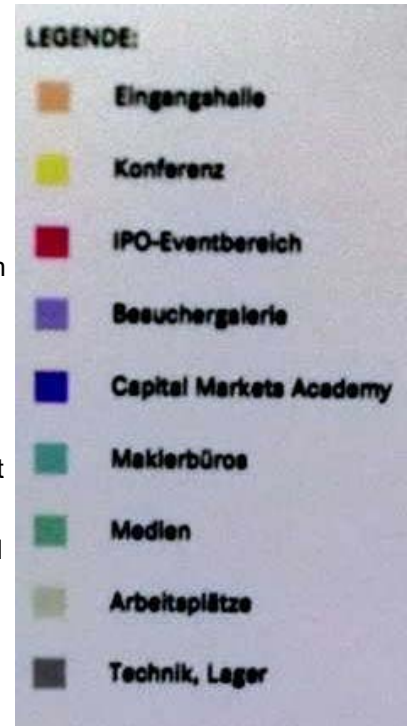 LEGENDE:
Eingangshalle
Konferenz
IPO-Eventbereich
Besuchergalerie
Capital Markets Academy
Maklerbüros
Medien
Arbeitsplätze
Technik, Lager